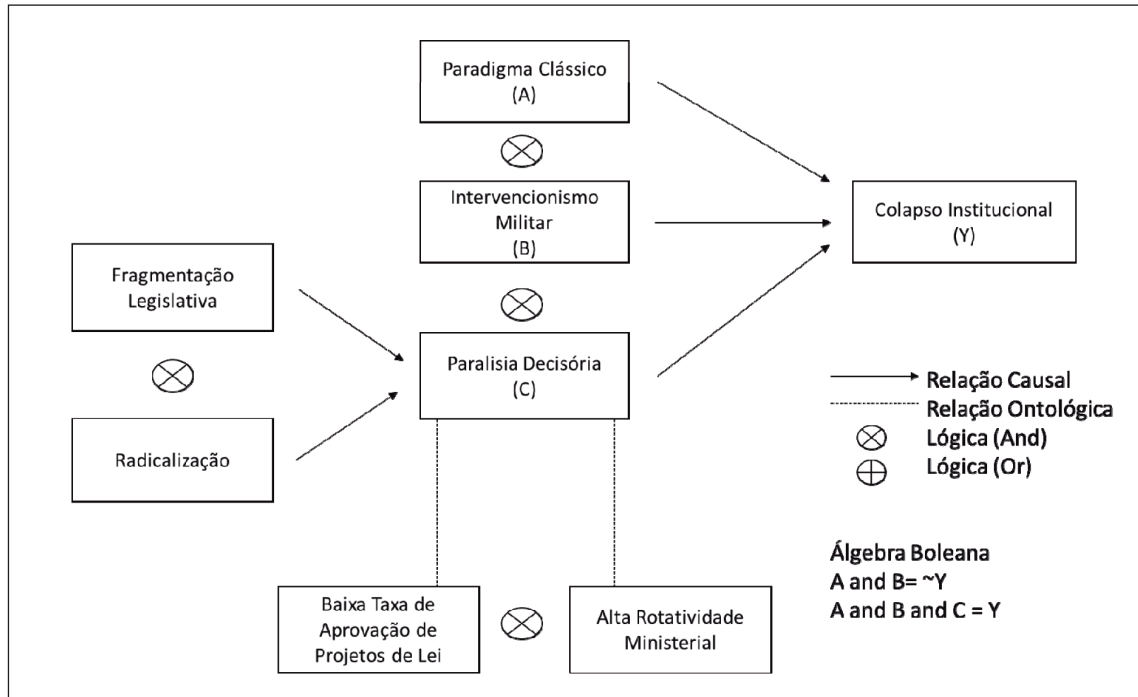 Paradigma Clássico
(A)
Intervencionismo
Militar
(B)
Colapso Institucional
(Y)
Fragmentação
Legislativa
Paralisia Decisória
(C)
Radicalização
Relação Causal
Relação Ontológica
Lógica (And)
Lógica (Or)
Álgebra Boleana
A and B= ~Y
A and B and C = Y
Baixa Taxa de
Aprovação de
Projetos de Lei
Alta Rotatividade
Ministerial